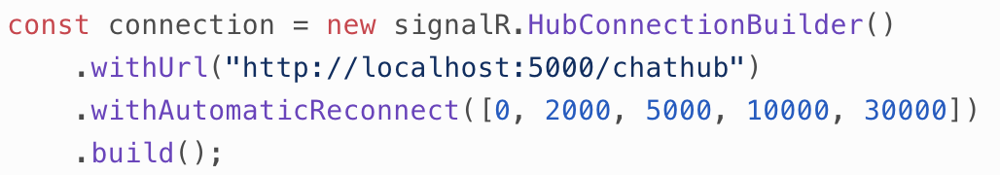 const connection = new signalR.HubConnectionBuilder()
    .withUrl("http://localhost:5000/chathub")
    .withAutomaticReconnect([0, 2000, 5000, 10000, 30000])
    .build();